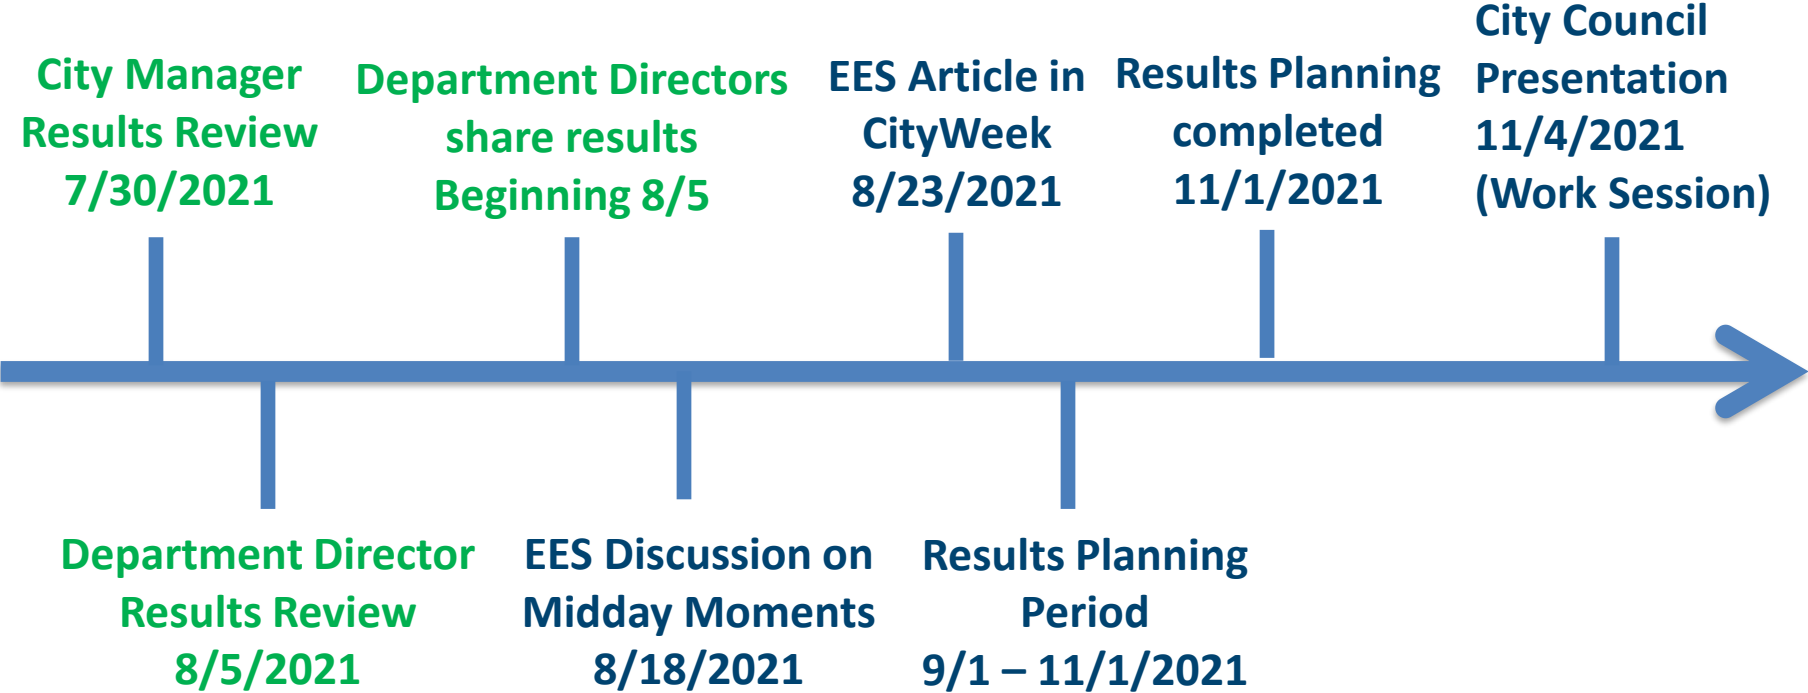 City Manager
Results Review
7/30/2021
Department Directors
share results
Beginning 8/5
EES Article in
CityWeek
8/23/2021
Results Planning
completed
11/1/2021
City Council
Presentation
11/4/2021
(Work Session)
Department Director
Results Review
8/5/2021
EES Discussion on
Midday Moments
8/18/2021
Results Planning
Period
9/1 – 11/1/2021